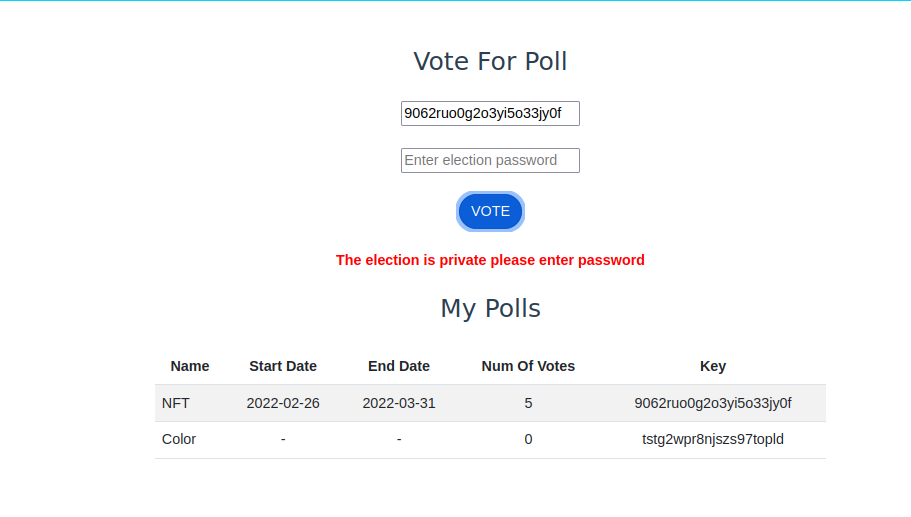 Vote For Poll
9062ruo0g2o3yi5o33jy0f
Enter election password
VOTE
The election is private please enter password
My Polls
Name Start Date End Date Num Of Votes Key
NFT 2022-02-26 2022-03-31 5 9062ruo0g2o3yi5o33jy0f
Color - - 0 tstg2wpr8njszs97topld